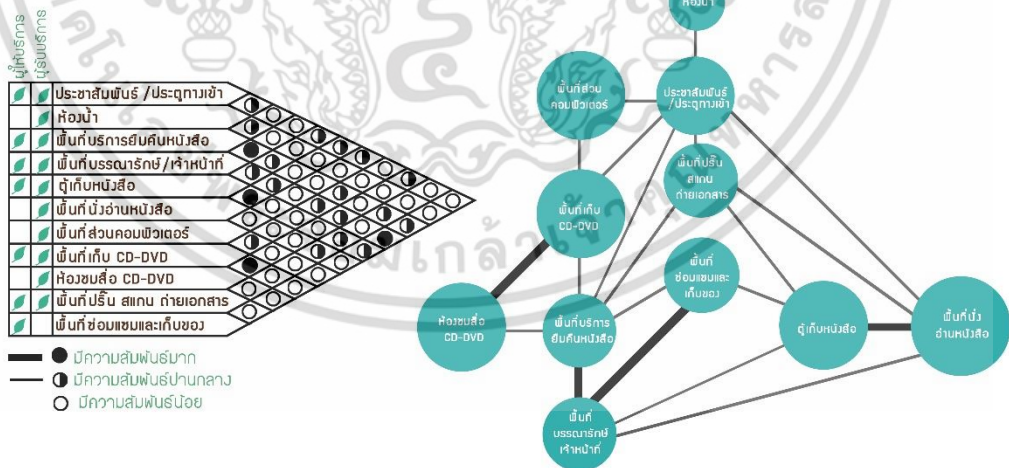 ผู้ให้บริการ
ผู้รับบริการ
ประชาสัมพันธ์ /ประตูทางเข้า
ห้องน้ำ
พื้นที่บริการยืมคืนหนังสือ
พื้นที่บรรณารักษ์/เจ้าหน้าที่
ตู้เก็บหนังสือ
พื้นที่นั่งอ่านหนังสือ
พื้นที่ส่วนคอมพิวเตอร์
พื้นที่เก็บ CD-DVD
ห้องชมสื่อ CD-DVD
พื้นที่ปริ๊น สแกน ถ่ายเอกสาร
พื้นที่ซ่อมแซมและเก็บของ
มีความสัมพันธ์มาก
มีความสัมพันธ์ปานกลาง
มีความสัมพันธ์น้อย
ห้องน้ำ
พื้นที่ส่วน
คอมพิวเตอร์
ประชาสัมพันธ์
/ประตูทางเข้า
พื้นที่ปริ๊น
สแกน
ถ่ายเอกสาร
พื้นที่เก็บ
CD-DVD
พื้นที่
ซ่อมแซมและ
เก็บของ
ห้องชมสื่อ
CD-DVD
พื้นที่บริการ
ยืมคืนหนังสือ
ตู้เก็บหนังสือ
พื้นที่นั่ง
อ่านหนังสือ
พื้นที่
บรรณารักษ์
เจ้าหน้าที่